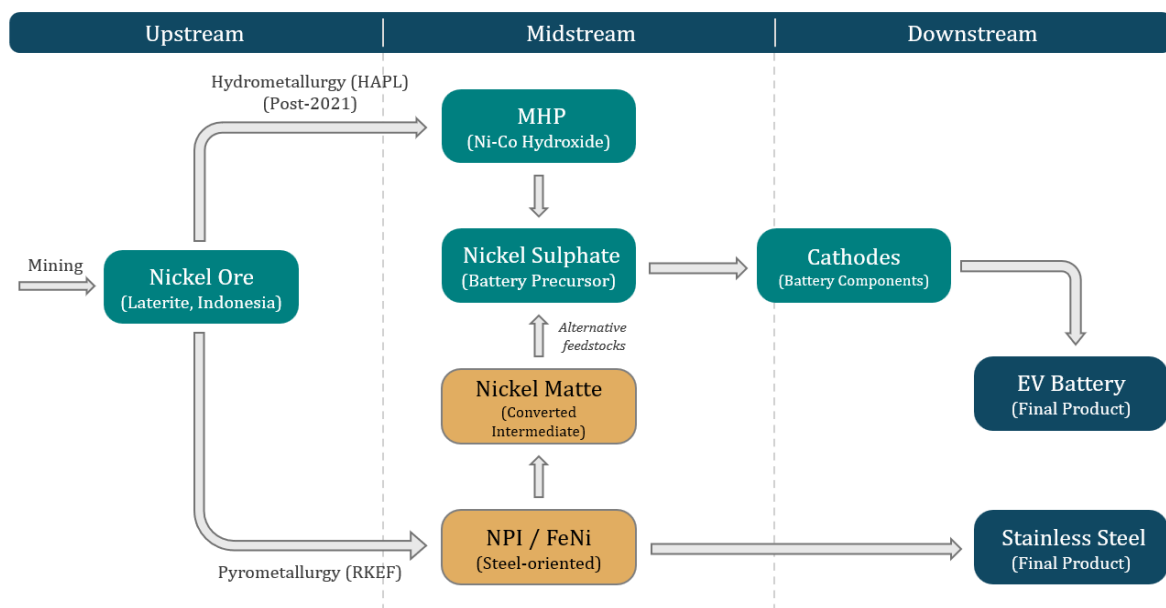 Upstream
Midstream
Downstream
Hydrometallurgy (HAPL)
(Post-2021)
MHP
(Ni-Co Hydroxide)
Mining
Nickel Ore
(Laterite, Indonesia)
Nickel Sulphate
(Battery Precursor)
Cathodes
(Battery Components)
Alternative
feedstocks
Nickel Matte
(Converted
Intermediate)
EV Battery
(Final Product)
Pyrometallurgy (RKEF)
NPI / FeNi
(Steel-oriented)
Stainless Steel
(Final Product)